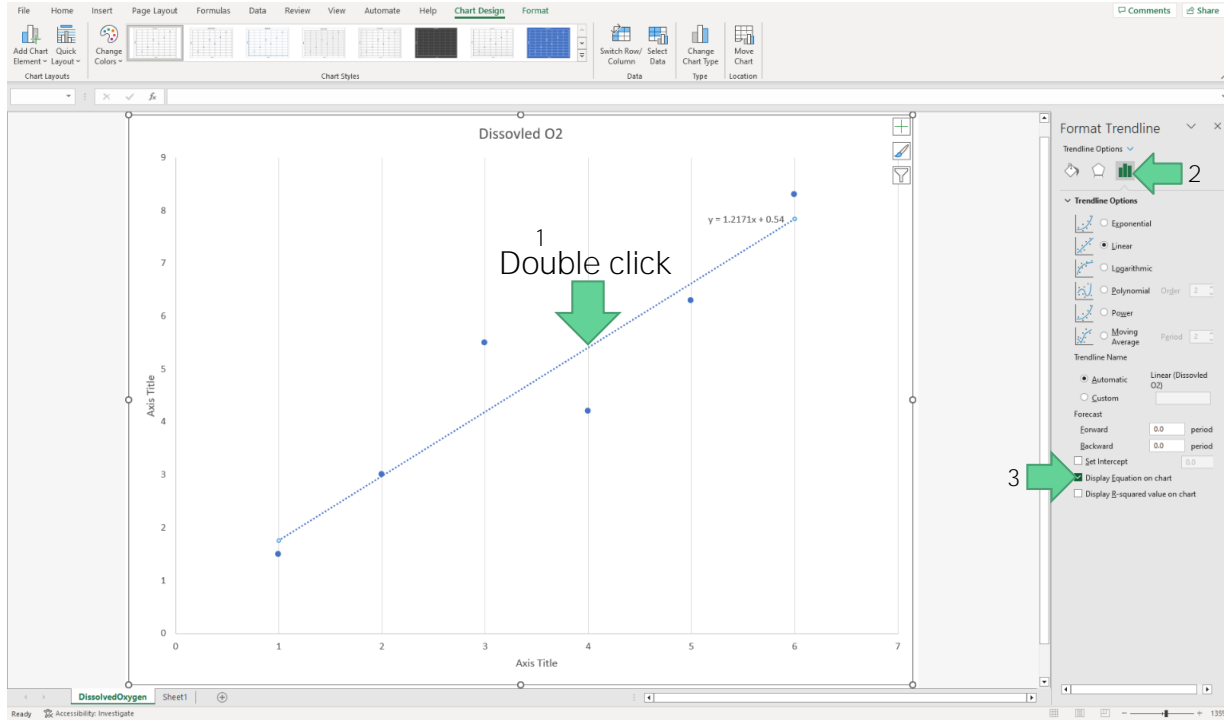 File Home Insert Page Layout Formulas Data Review View Automate Help Chart Design Format Comments Share
Add Chart Element Quick Layout Change Colors Switch Row/ Column Select Data Change Chart Type Move Chart
Chart Layouts Chart Styles Data Type Location
fx
Dissovled O2
Format Trendline
Trendline Options
2
Trendline Options
Exponential
Linear
Logarithmic
Polynomial Order 2
Power
Moving Average Period 2
Trendline Name
Automatic Linear (Dissovled O2)
Custom
Forecast
Forward 0.0 period
Backward 0.0 period
Set Intercept 0.0
3
Display Equation on chart
Display R-squared value on chart
y = 1.2171x + 0.54
1
Double click
9
8
7
6
5
4
3
2
1
0
Axis Title
0 1 2 3 4 5 6 7
Axis Title
DissolvedOxygen Sheet1
Ready Accessibility: Investigate